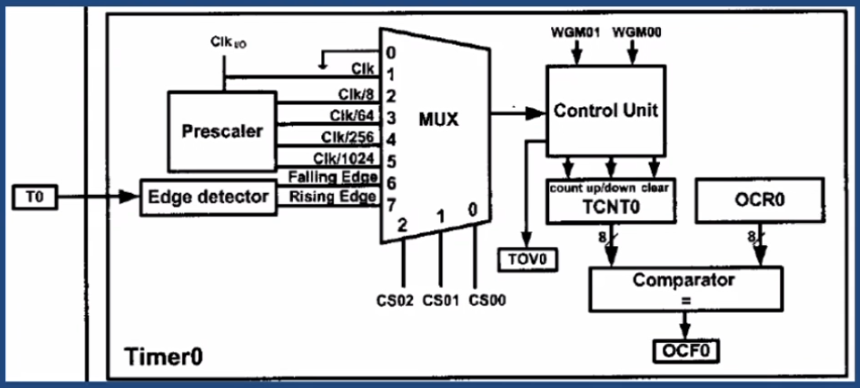 Clk I/O
WGM01 WGM00
0
Clk 1
Clk/8 2
Prescaler
Clk/64 3
MUX
Control Unit
Clk/256 4
Clk/1024 5
Falling Edge 6
T0
Edge detector
Rising Edge 7
2 1 0
count up/down clear
TCNT0
OCR0
8
8
TOV0
CS02 CS01 CS00
Comparator
=
Timer0
OCF0